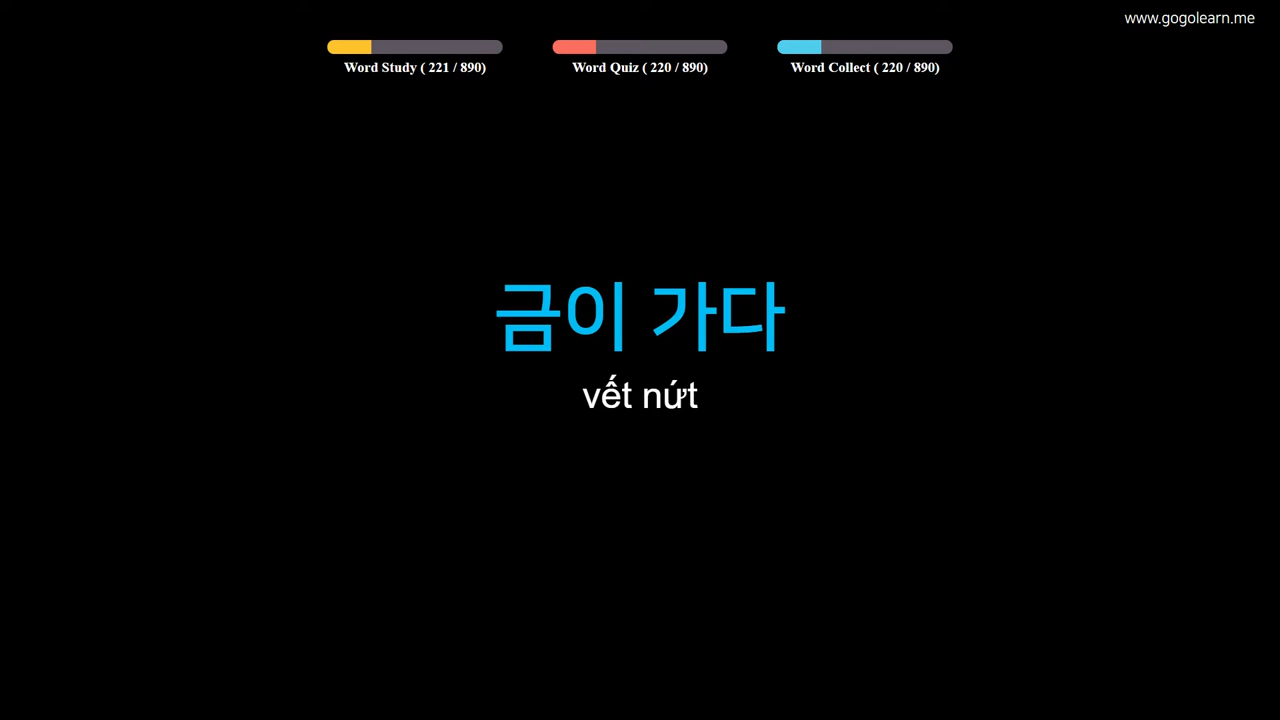 www.gogolearn.me
Word Study ( 221 / 890)
Word Quiz ( 220 / 890)
Word Collect ( 220 / 890)
금이 가다
vết nứt